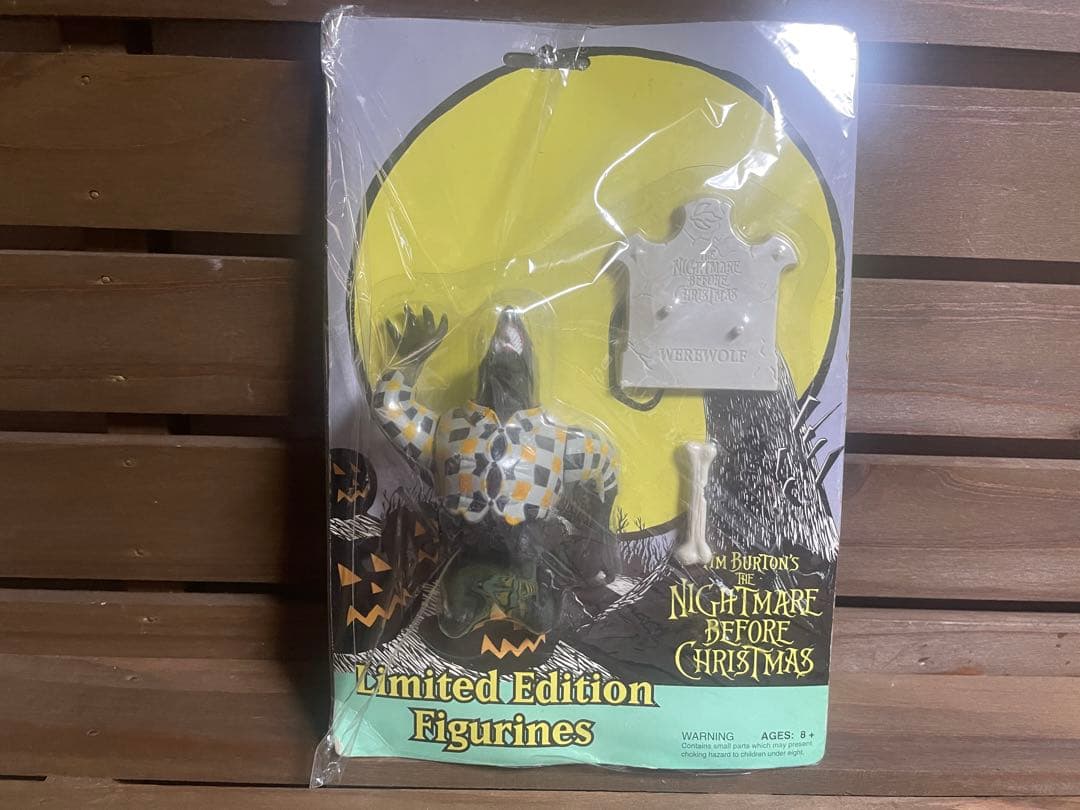 THE
NIGHTMARE
BEFORE
CHRISTMAS
WEREWOLF
TIM BURTON'S
THE
NIGHTMARE
BEFORE
CHRISTMAS
Limited Edition
Figurines
WARNING AGES: 8 +
Contains small parts which may present
choking hazard to children under eight.